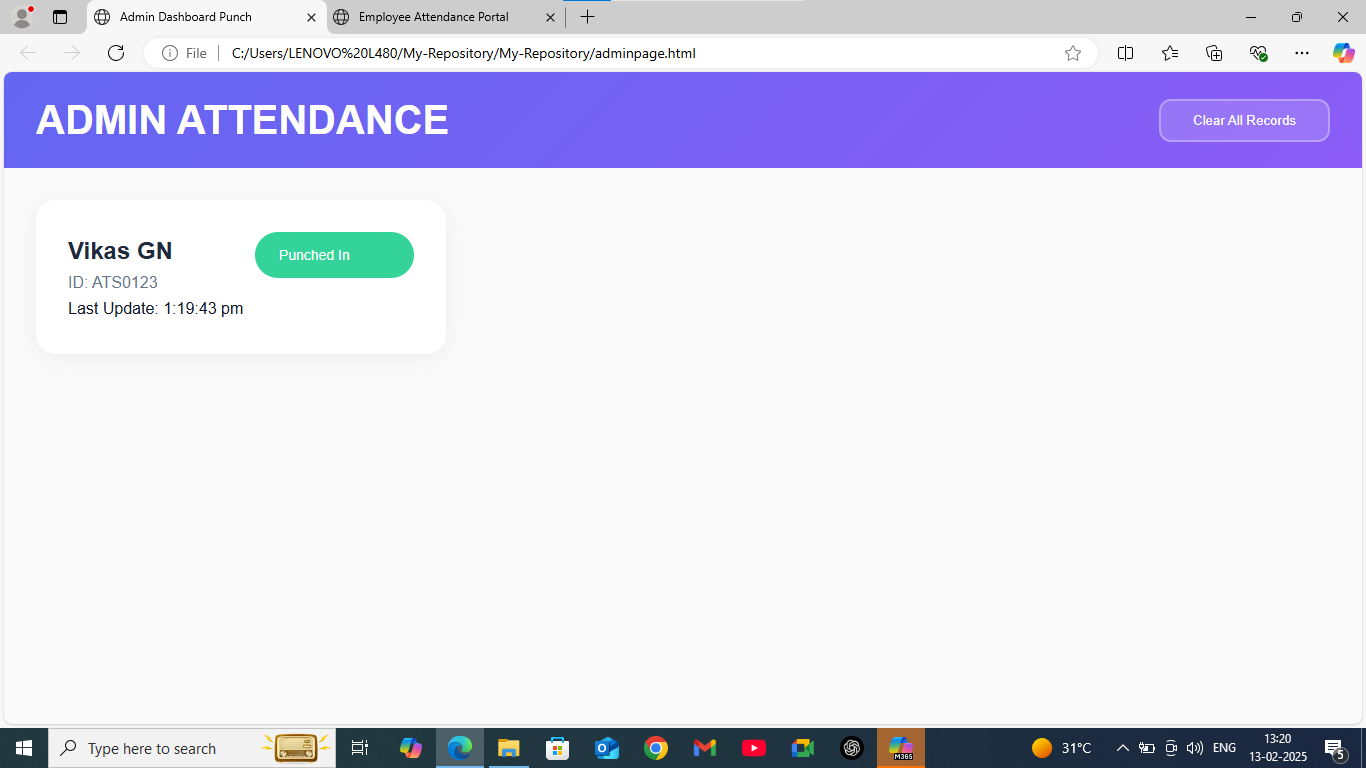 Admin Dashboard Punch
Employee Attendance Portal
File
C:/Users/LENOVO%20L480/My-Repository/My-Repository/adminpage.html
ADMIN ATTENDANCE
Clear All Records
Vikas GN
Punched In
ID: ATS0123
Last Update: 1:19:43 pm
Type here to search
M365
31°C
ENG
13:20
13-02-2025
5